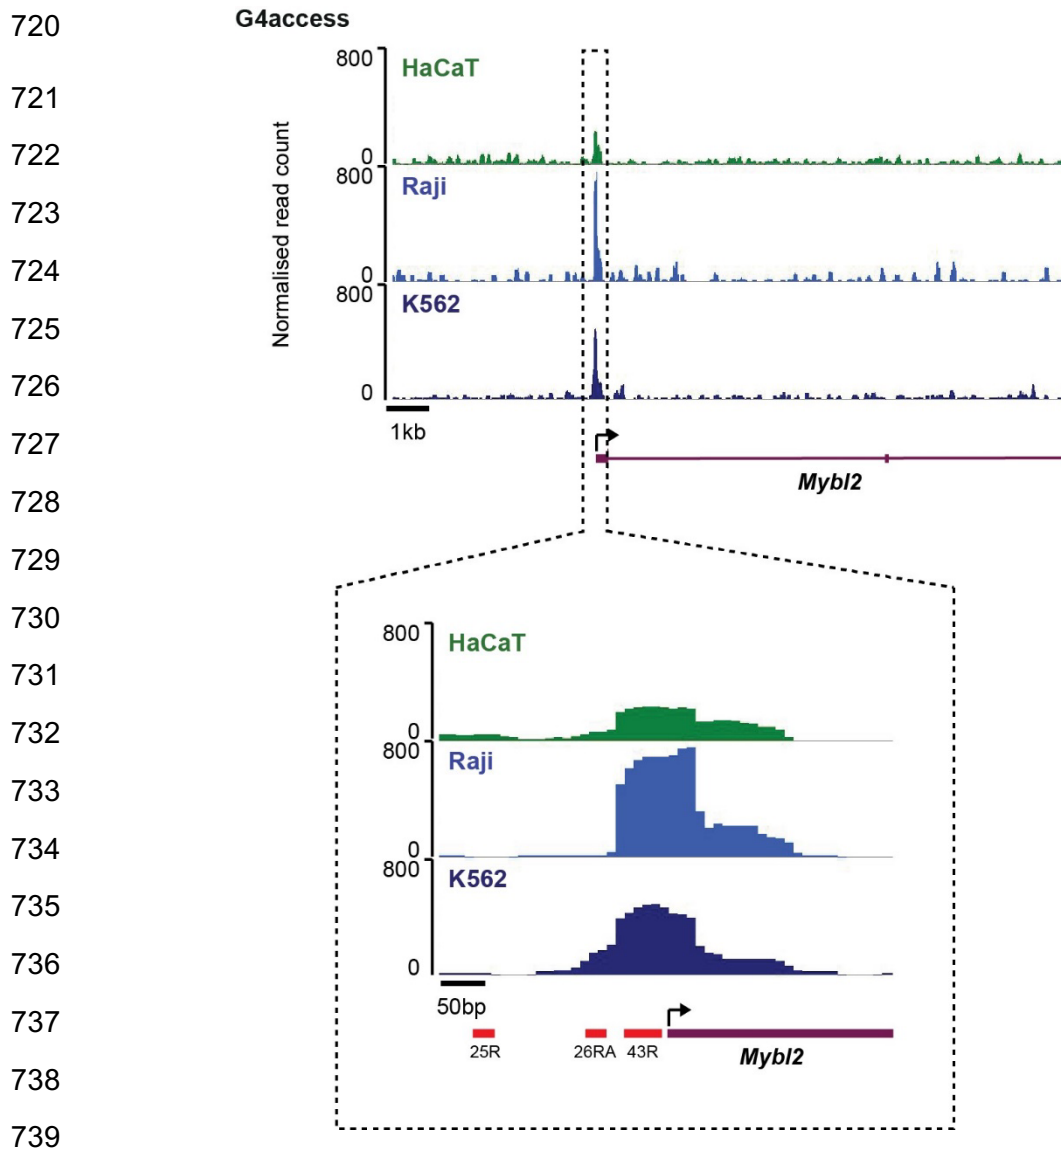 720
G4access
800
HaCaT
721
Normalised read count
722
0
800
Raji
723
724
0
800
K562
725
726
0
1kb
727
Mybl2
728
729
730
800
HaCaT
731
732
0
800
Raji
733
734
0
800
K562
735
736
0
50bp
737
25R 26RA 43R Mybl2
738
739